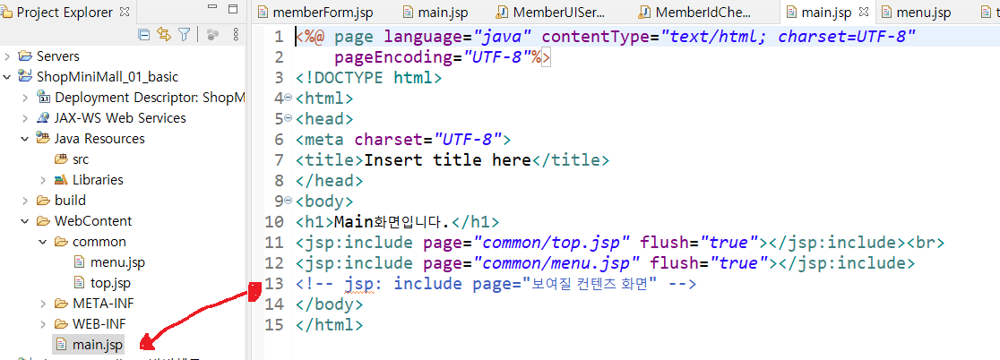 Project Explorer
memberForm.jsp
main.jsp
MemberUISer...
MemberIdChe...
main.jsp
menu.jsp
Servers
ShopMiniMall_01_basic
Deployment Descriptor: ShopM
JAX-WS Web Services
Java Resources
src
Libraries
build
WebContent
common
menu.jsp
top.jsp
META-INF
WEB-INF
main.jsp
1 <%@ page language="java" contentType="text/html; charset=UTF-8"
2 pageEncoding="UTF-8"%>
3 <!DOCTYPE html>
4 <html>
5 <head>
6 <meta charset="UTF-8">
7 <title>Insert title here</title>
8 </head>
9 <body>
10 <h1>Main화면입니다.</h1>
11 <jsp:include page="common/top.jsp" flush="true"></jsp:include><br>
12 <jsp:include page="common/menu.jsp" flush="true"></jsp:include>
13 <!-- jsp: include page="보여질 컨텐츠 화면" -->
14 </body>
15 </html>